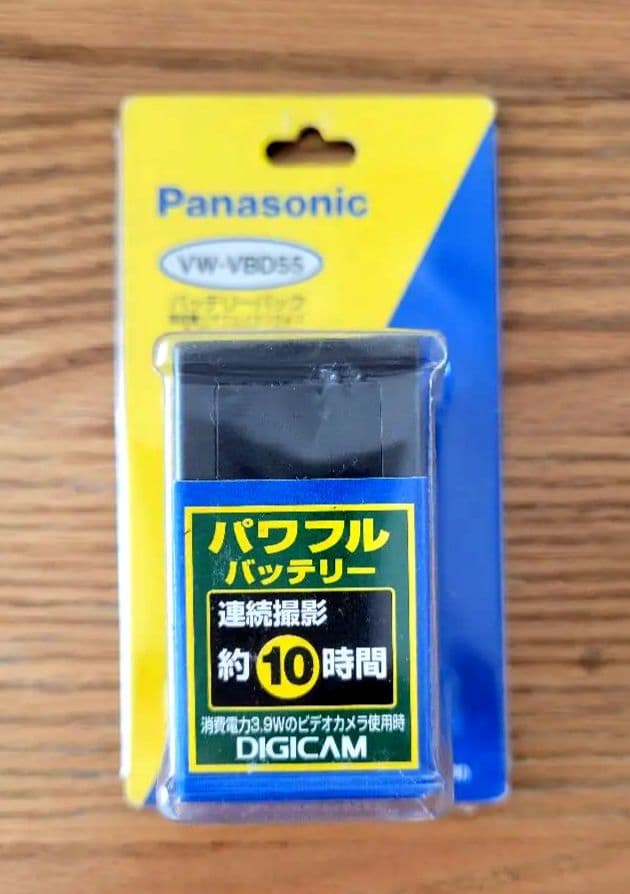 Panasonic
VW-VBD55
バッテリーパック
パワフル
バッテリー
連続撮影
約10時間
消費電力3.9Wのビデオカメラ使用時
DIGICAM